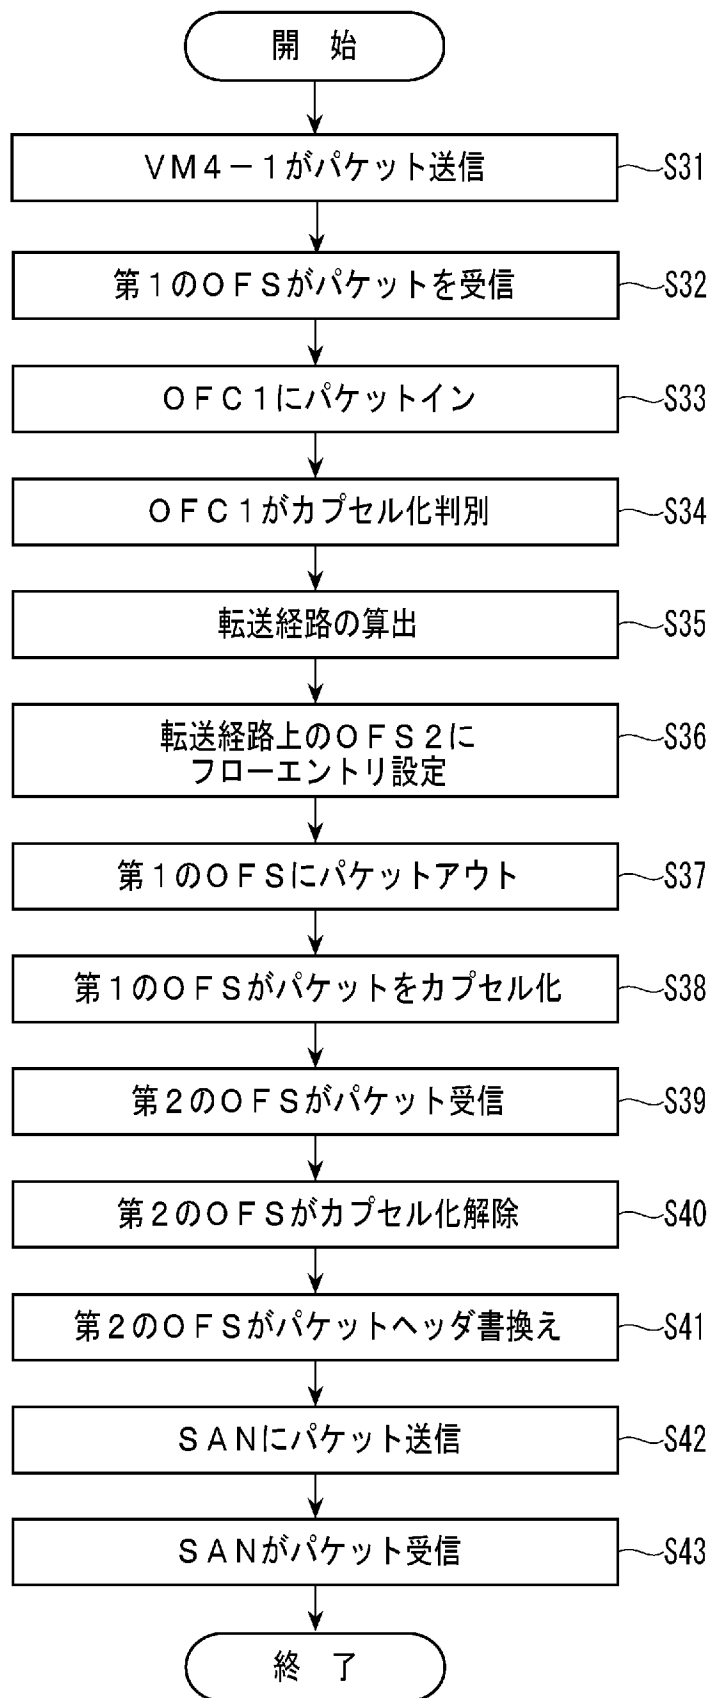 開 始
VM4-1がパケット送信
S31
第1のOFSがパケットを受信
S32
OFC1にパケットイン
S33
OFC1がカプセル化判別
S34
転送経路の算出
S35
転送経路上のOFS2に
フローエントリ設定
S36
第1のOFSにパケットアウト
S37
第1のOFSがパケットをカプセル化
S38
第2のOFSがパケット受信
S39
第2のOFSがカプセル化解除
S40
第2のOFSがパケットヘッダ書換え
S41
SANにパケット送信
S42
SANがパケット受信
S43
終 了